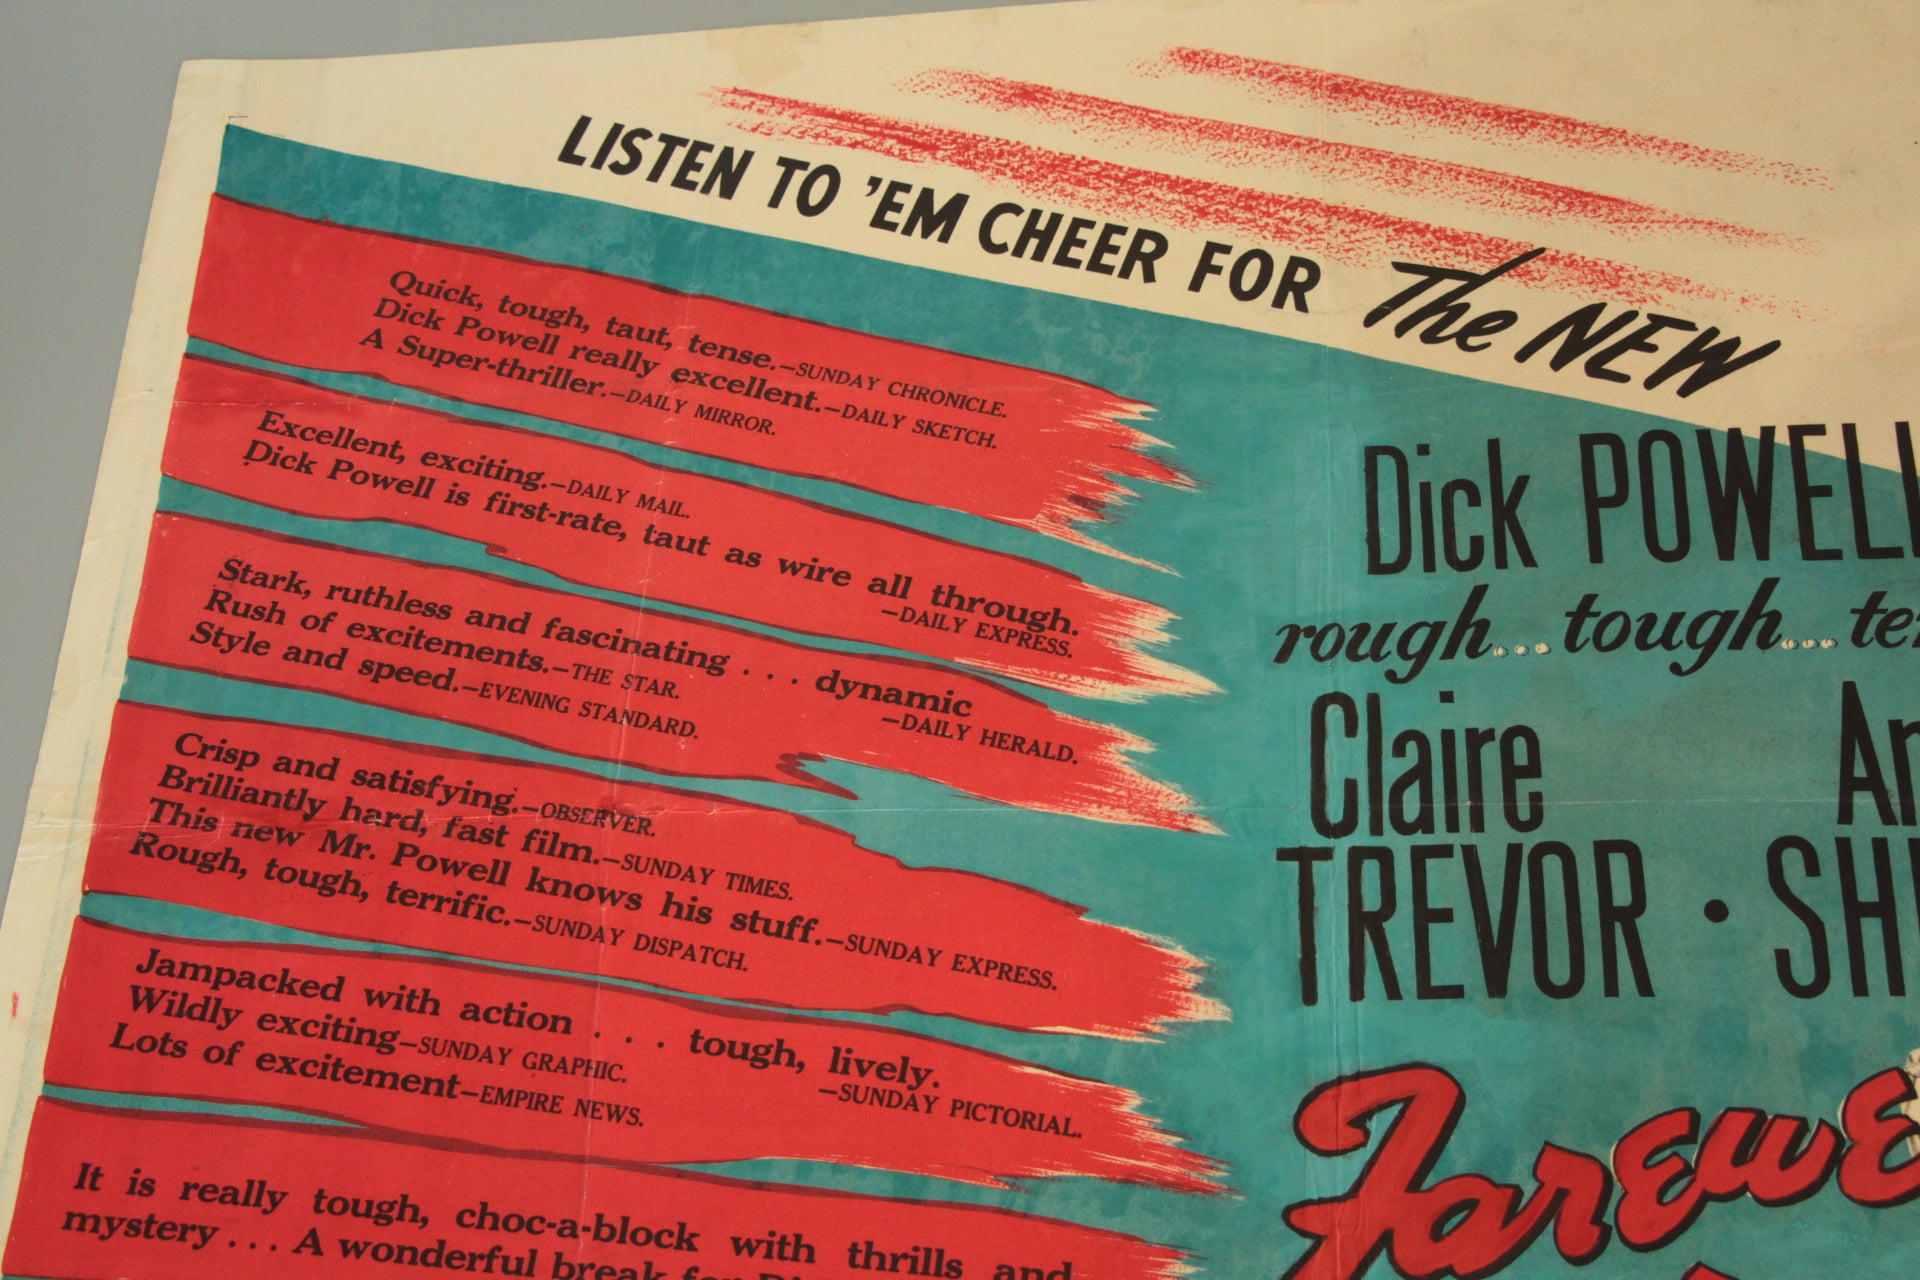 LISTEN TO 'EM CHEER FOR The NEW
Quick, tough, taut, tense.—SUNDAY CHRONICLE.
Dick Powell really excellent.—DAILY SKETCH.
A Super-thriller.—DAILY MIRROR.
Excellent, exciting.—DAILY MAIL.
Dick Powell is first-rate, taut as wire all through.
—DAILY EXPRESS.
Stark, ruthless and fascinating . . . dynamic
—DAILY HERALD.
Rush of excitements.—THE STAR.
Style and speed.—EVENING STANDARD.
Crisp and satisfying.—OBSERVER.
Brilliantly hard, fast film.—SUNDAY TIMES.
This new Mr. Powell knows his stuff.—SUNDAY EXPRESS.
Rough, tough, terrific.—SUNDAY DISPATCH.
Jampacked with action . . . tough, lively.
—SUNDAY PICTORIAL.
Wildly exciting—SUNDAY GRAPHIC.
Lots of excitement—EMPIRE NEWS.
It is really tough, choc-a-block with thrills and
mystery . . . A wonderful break
Dick POWELL
rough... tough...
Claire
TREVOR ·